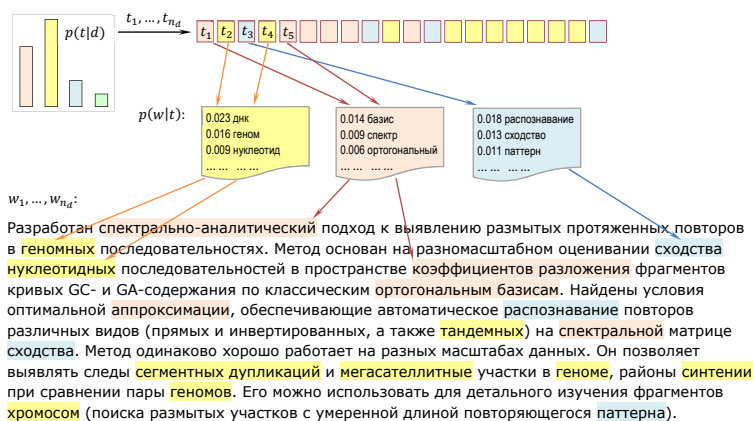 p(t|d)
t₁, ..., tₙ_d
t₁ t₂ t₃ t₄ t₅
p(w|t):
0.023 днк
0.016 геном
0.009 нуклеотид
... ... ... ...
0.014 базис
0.009 спектр
0.006 ортогональный
... ... ... ...
0.018 распознавание
0.013 сходство
0.011 паттерн
... ... ... ...
w₁, ..., wₙ_d:
Разработан спектрально-аналитический подход к выявлению размытых протяженных повторов
в геномных последовательностях. Метод основан на разномасштабном оценивании сходства
нуклеотидных последовательностей в пространстве коэффициентов разложения фрагментов
кривых GC- и GA-содержания по классическим ортогональным базисам. Найдены условия
оптимальной аппроксимации, обеспечивающие автоматическое распознавание повторов
различных видов (прямых и инвертированных, а также тандемных) на спектральной матрице
сходства. Метод одинаково хорошо работает на разных масштабах данных. Он позволяет
выявлять следы сегментных дупликаций и мегасателлитные участки в геноме, районы синтении
при сравнении пары геномов. Его можно использовать для детального изучения фрагментов
хромосом (поиска размытых участков с умеренной длиной повторяющегося паттерна).